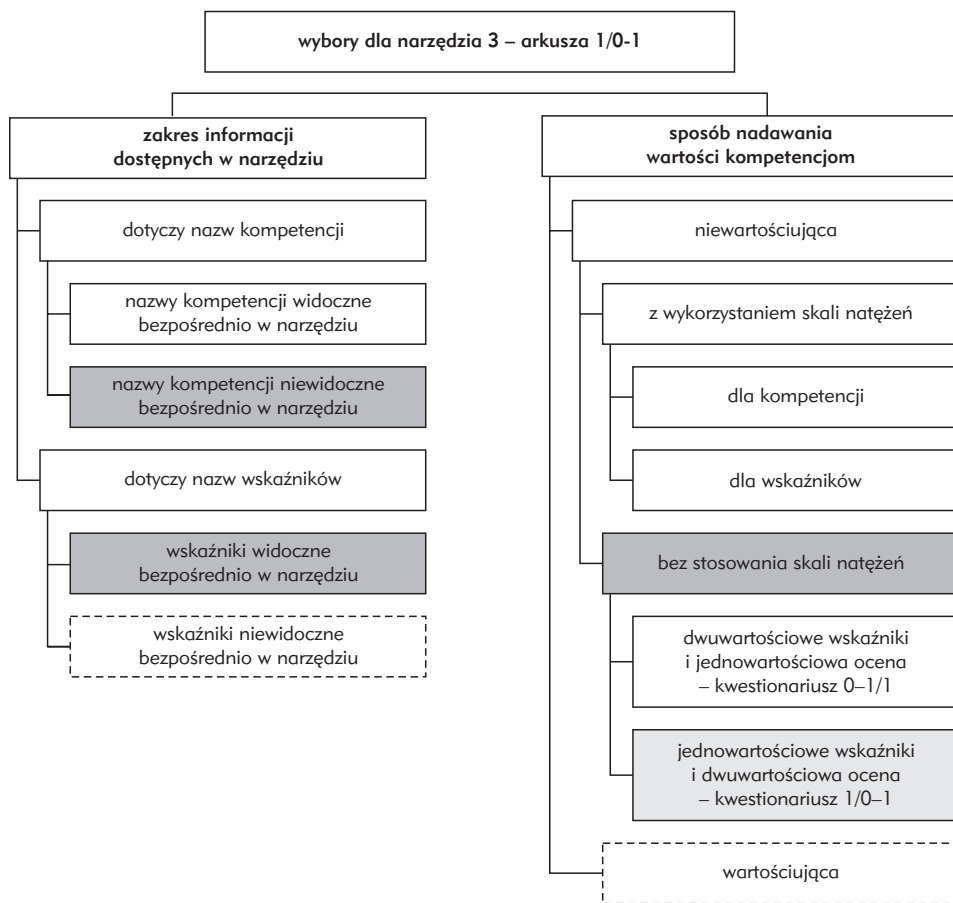 wybory dla narzędzia 3 – arkusza 1/0-1
zakres informacji
dostępnych w narzędziu
dotyczy nazw kompetencji
nazwy kompetencji widoczne
bezpośrednio w narzędziu
nazwy kompetencji niewidoczne
bezpośrednio w narzędziu
dotyczy nazw wskaźników
wskaźniki widoczne
bezpośrednio w narzędziu
wskaźniki niewidoczne
bezpośrednio w narzędziu
sposób nadawania
wartości kompetencjom
niewartościująca
z wykorzystaniem skali natężeń
dla kompetencji
dla wskaźników
bez stosowania skali natężeń
dwuwartościowe wskaźniki
i jednowartościowa ocena
– kwestionariusz 0–1/1
jednowartościowe wskaźniki
i dwuwartościowa ocena
– kwestionariusz 1/0–1
wartościująca